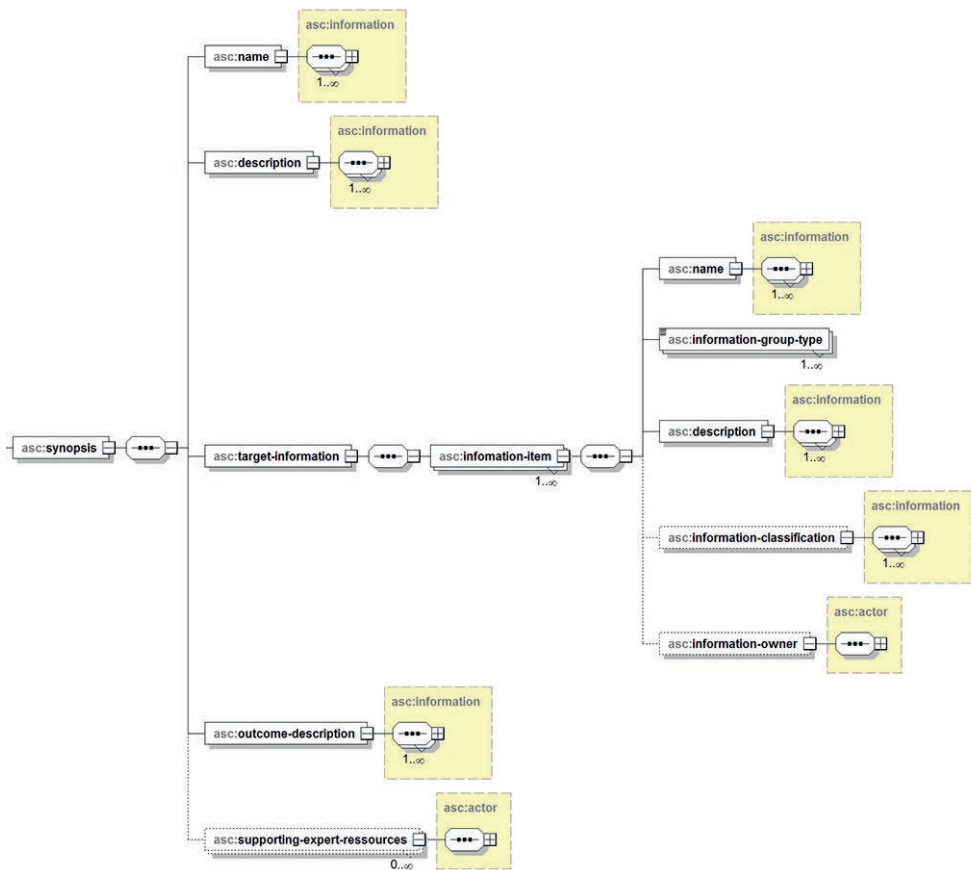 asc:information
asc:name
1..∞
asc:information
asc:description
1..∞
asc:information
asc:name
1..∞
asc:information-group-type
1..∞
asc:information
asc:description
1..∞
asc:synopsis
asc:target-information
asc:infomation-item
1..∞
asc:information
asc:information-classification
1..∞
asc:actor
asc:information-owner
asc:information
asc:outcome-description
1..∞
asc:actor
asc:supporting-expert-ressources
0..∞